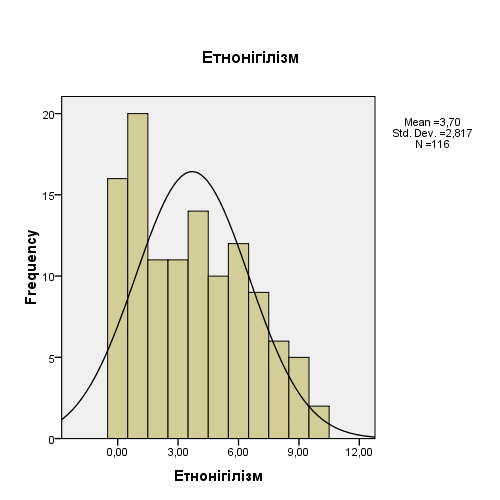 Етнонігілізм
Mean =3,70
Std. Dev. =2,817
N =116
Frequency
20
15
10
5
0
0,00 3,00 6,00 9,00 12,00
Етнонігілізм